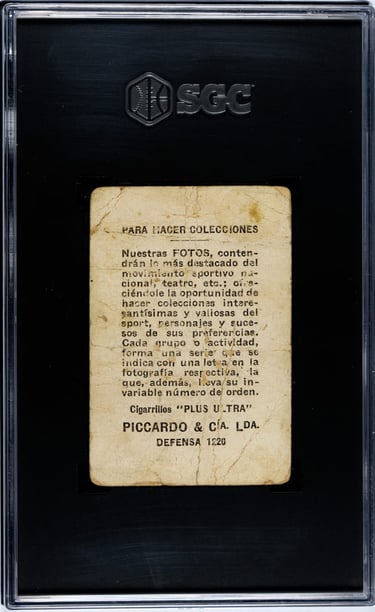 SGC
PARA HACER COLECCIONES
Nuestras FOTOS, conten-
drán lo más destacado del
movimiento sportivo na-
cional, teatro, etc.; ofre-
ciéndole la oportunidad de
hacer colecciones intere-
santísimas y valiosas del
sport, personajes y suce-
sos de sus preferencias.
Cada grupo o actividad,
forma una serie que se
indica con una letra en la
fotografía respectiva, la
que, además, lleva su in-
variable número de orden.
Cigarrillos "PLUS ULTRA"
PICCARDO & CÍA. LDA.
DEFENSA 1220